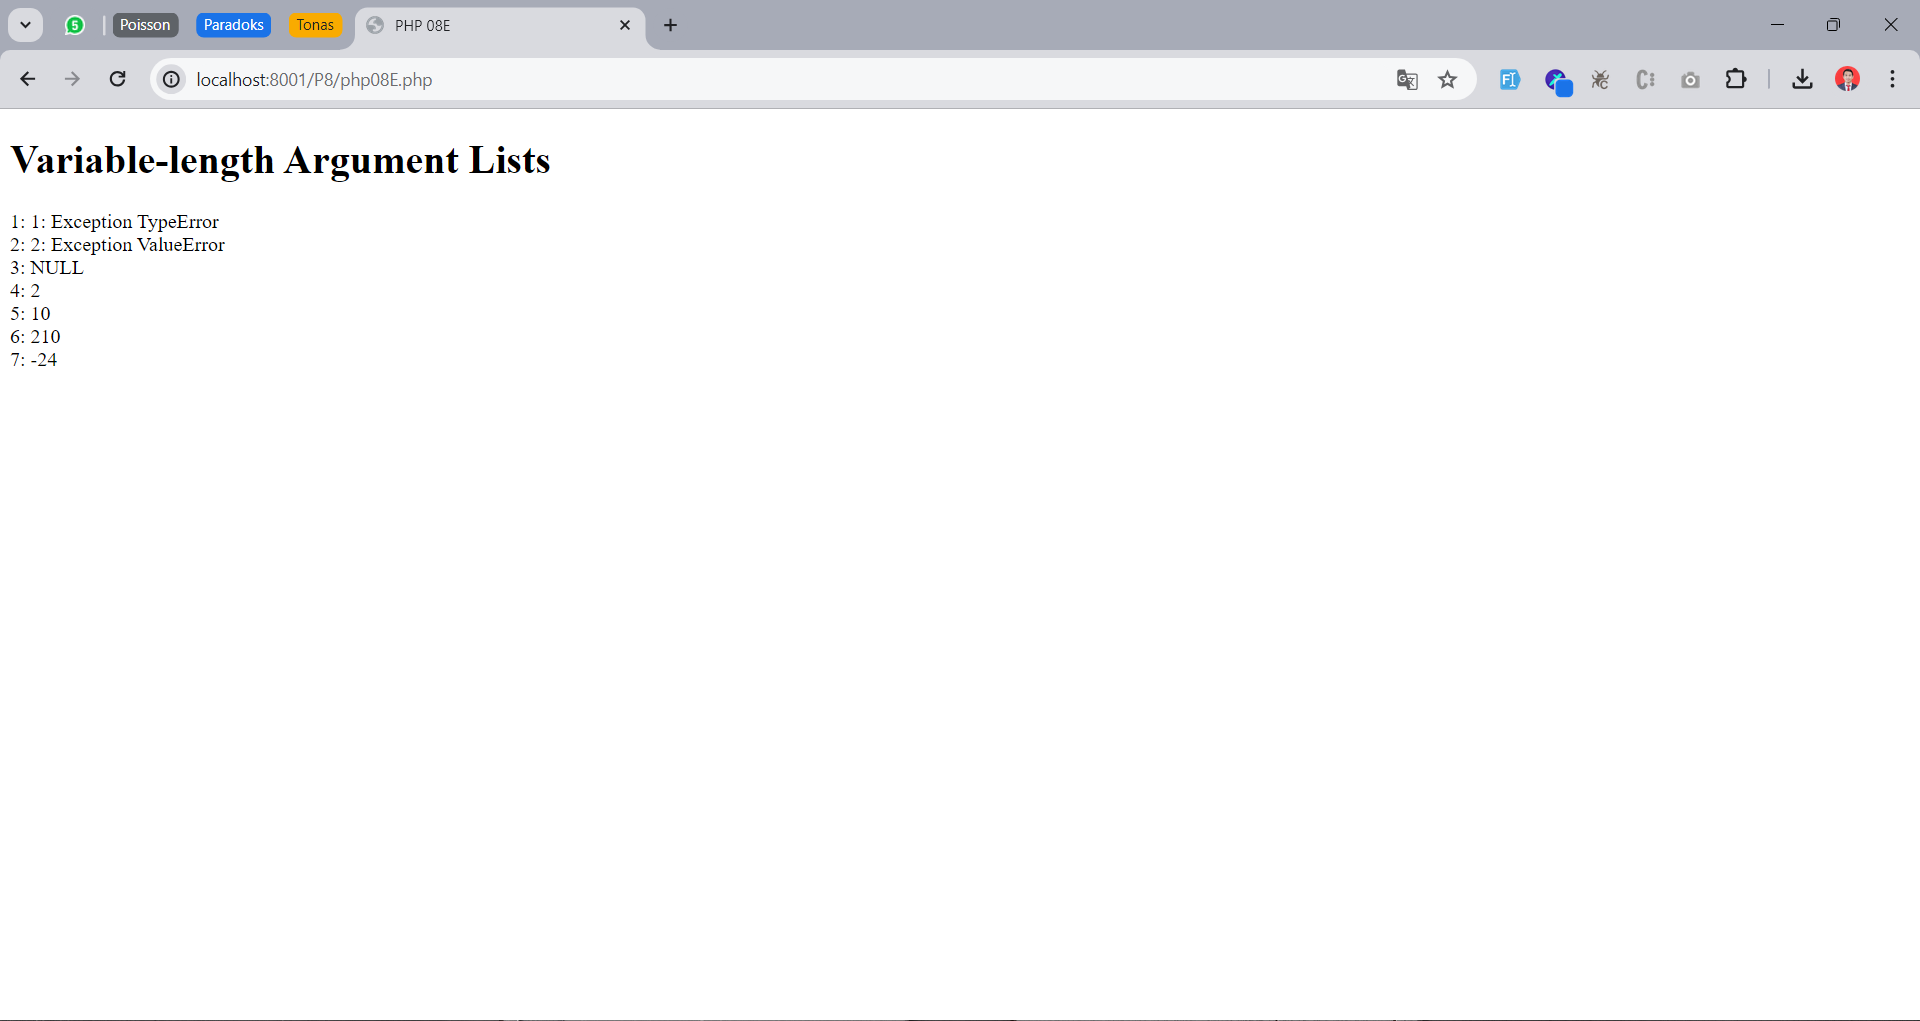 5 Poisson Paradoks Tonas PHP 08E
localhost:8001/P8/php08E.php
Variable-length Argument Lists
1: 1: Exception TypeError
2: 2: Exception ValueError
3: NULL
4: 2
5: 10
6: 210
7: -24